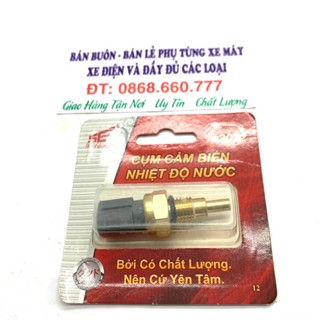 BÁN BUÔN - BÁN LẺ PHỤ TÙNG XE MÁY
XE ĐIỆN VÀ ĐẦY ĐỦ CÁC LOẠI
ĐT: 0868.660.777
Giao Hàng Tận Nơi Uy Tín Chất Lượng
CỤM CẢM BIẾN
NHIỆT ĐỘ NƯỚC
Bởi Có Chất Lượng.
Nên Cứ Yên Tâm.
12